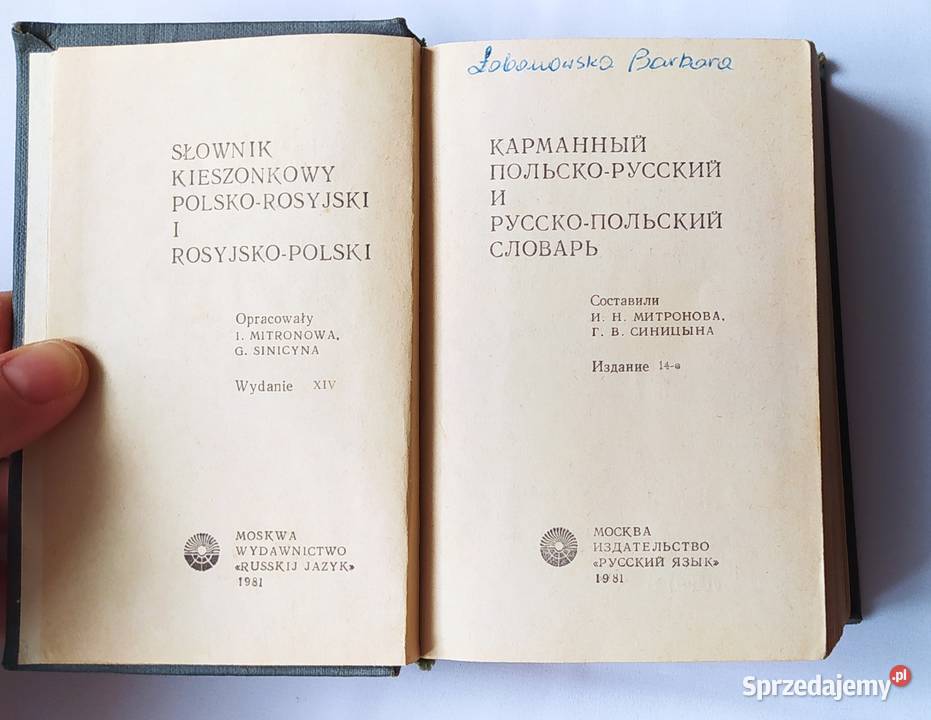 SŁOWNIK
KIESZONKOWY
POLSKO-ROSYJSKI
I
ROSYJSKO-POLSKI
Opracowały
I. MITRONOWA,
G. SINICYNA
Wydanie XIV
MOSKWA
WYDAWNICTWO
«RUSSKIJ JAZYK»
1981
Barbara
КАРМАННЫЙ
ПОЛЬСКО-РУССКИЙ
И
РУССКО-ПОЛЬСКИЙ
СЛОВАРЬ
Составили
И. Н. МИТРОНОВА,
Г. В. СИНИЦЫНА
Издание 14-е
МОСКВА
ИЗДАТЕЛЬСТВО
«РУССКИЙ ЯЗЫК»
1981
Sprzedajemy.pl